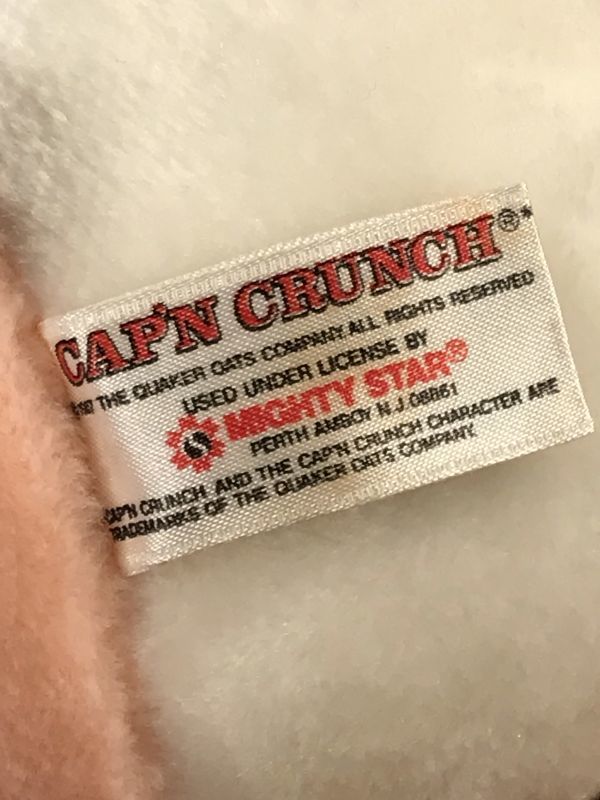 CAP'N CRUNCH®*
THE QUAKER OATS COMPANY. ALL RIGHTS RESERVED
USED UNDER LICENSE BY
MIGHTY STAR®
PERTH AMBOY N.J. 08861
CAP'N CRUNCH AND THE CAP'N CRUNCH CHARACTER ARE
TRADEMARKS OF THE QUAKER OATS COMPANY.